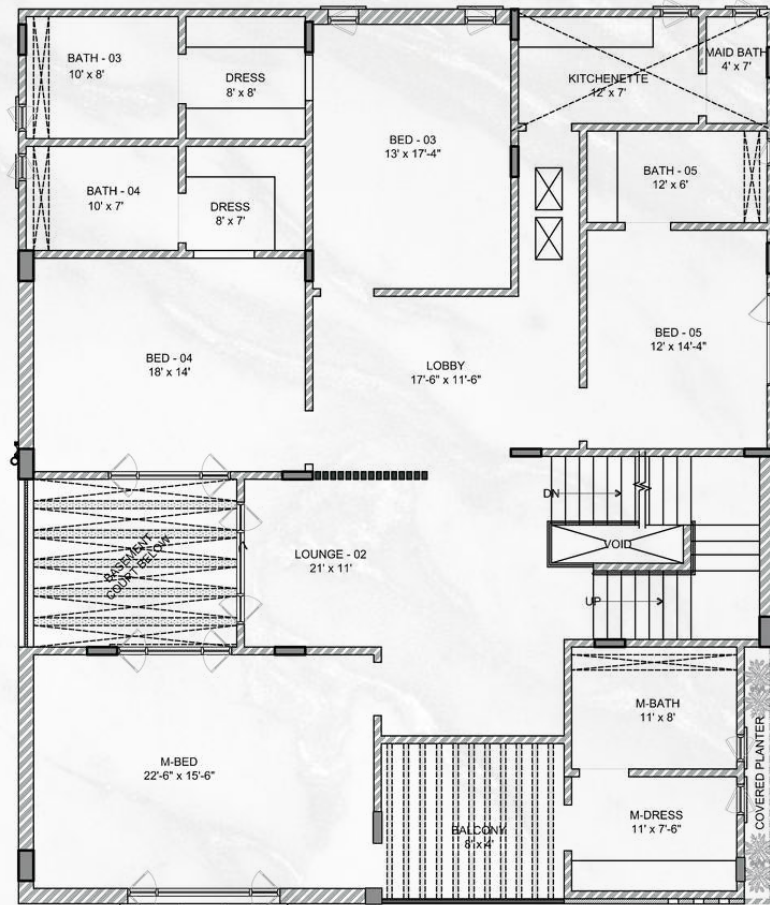 BATH - 03
10' x 8'
DRESS
8' x 8'
KITCHENETTE
12' x 7'
MAID BATH
4' x 7'
BED - 03
13' x 17'-4"
BATH - 04
10' x 7'
DRESS
8' x 7'
BATH - 05
12' x 6'
BED - 04
18' x 14'
LOBBY
17'-6" x 11'-6"
BED - 05
12' x 14'-4"
DN
VOID
UP
BASEMENT
COURT BELOW
LOUNGE - 02
21' x 11'
M-BED
22'-6" x 15'-6"
BALCONY
8' x 4'
M-BATH
11' x 8'
M-DRESS
11' x 7'-6"
COVERED PLANTER